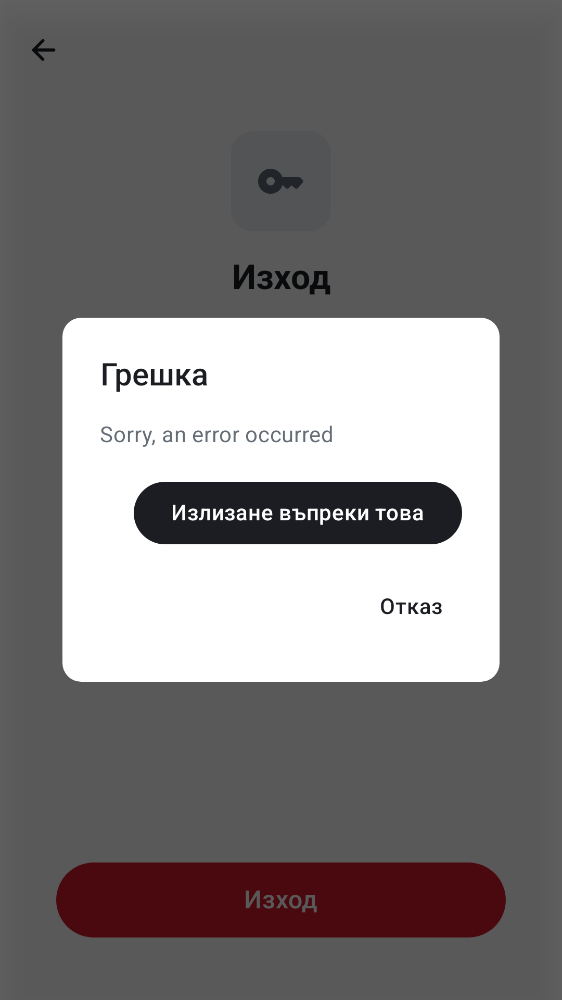 Изход
Грешка
Sorry, an error occurred
Излизане въпреки това
Отказ
Изход